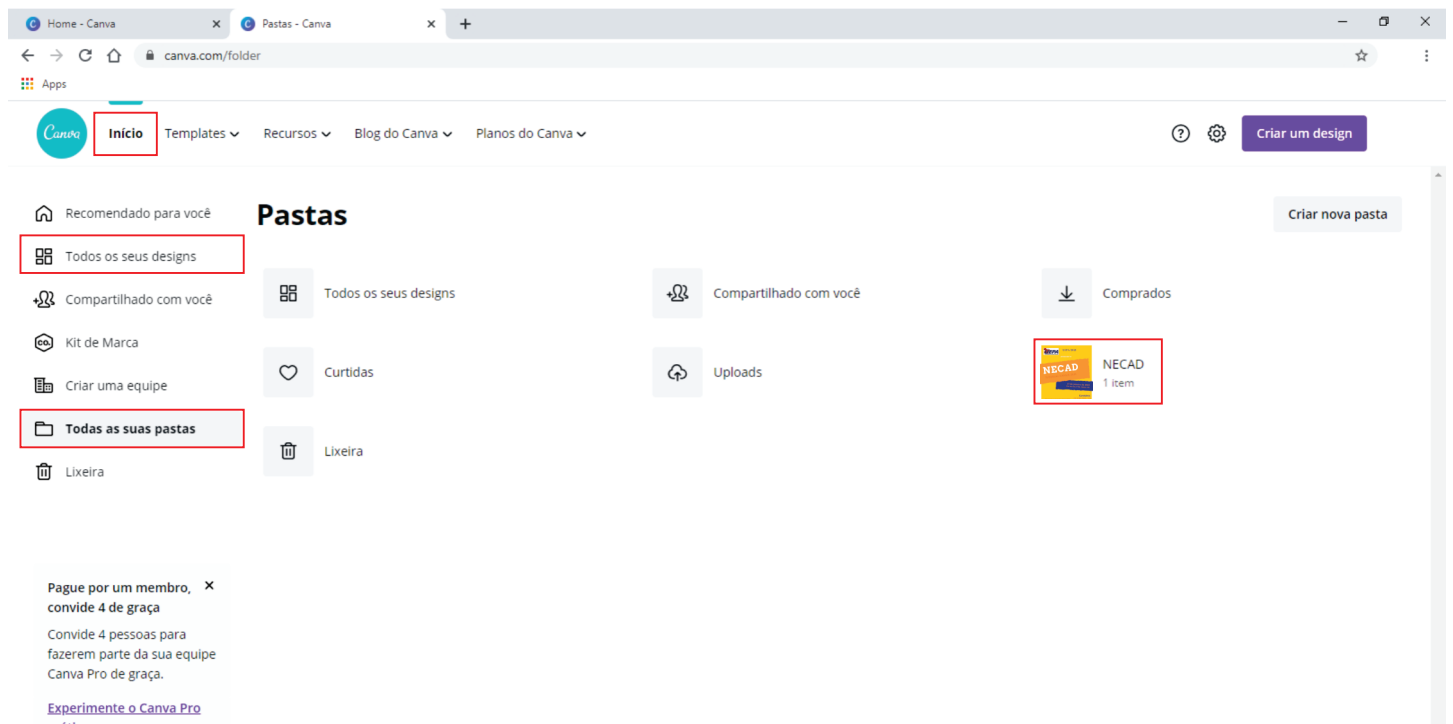 Home - Canva
Pastas - Canva
canva.com/folder
Apps
Canva
Início
Templates
Recursos
Blog do Canva
Planos do Canva
Criar um design
Recomendado para você
Todos os seus designs
Compartilhado com você
Kit de Marca
Criar uma equipe
Todas as suas pastas
Lixeira
Pastas
Criar nova pasta
Todos os seus designs
Compartilhado com você
Comprados
Curtidas
Uploads
NECAD
NECAD
1 item
Lixeira
Pague por um membro,
convide 4 de graça
Convide 4 pessoas para
fazerem parte da sua equipe
Canva Pro de graça.
Experimente o Canva Pro